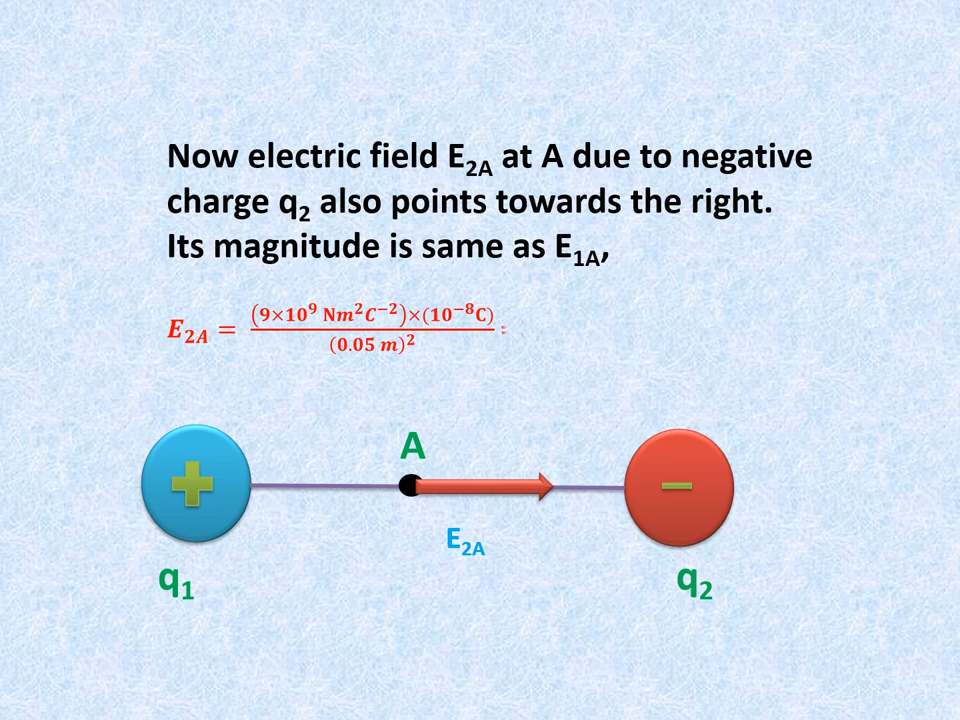 Now electric field E₂A at A due to negative
charge q₂ also points towards the right.
Its magnitude is same as E₁A,
E₂A = (9×10⁹ Nm²C⁻²)×(10⁻⁸C) / (0.05 m)²
A
E₂A
q₁
q₂